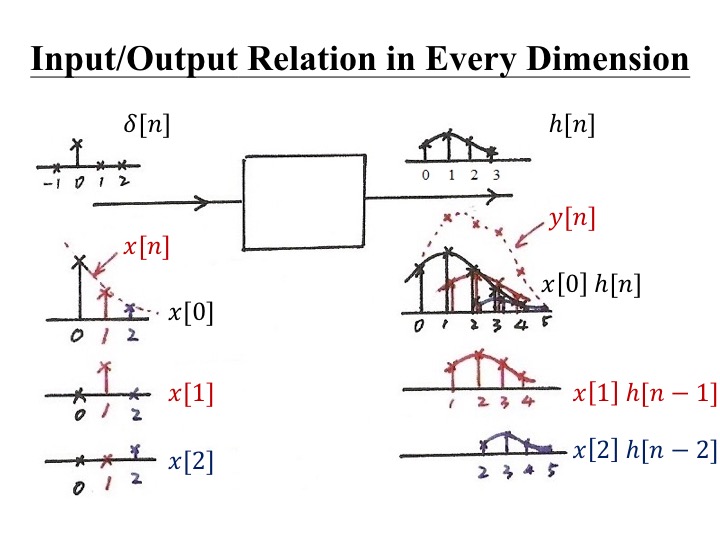 Input/Output Relation in Every Dimension
δ[n]
h[n]
-1 0 1 2
0 1 2 3
y[n]
x[n]
x[0] h[n]
x[0]
0 1 2
0 1 2 3 4 5
x[1]
x[1] h[n − 1]
0 1 2
1 2 3 4
x[2]
x[2] h[n − 2]
0 1 2
2 3 4 5